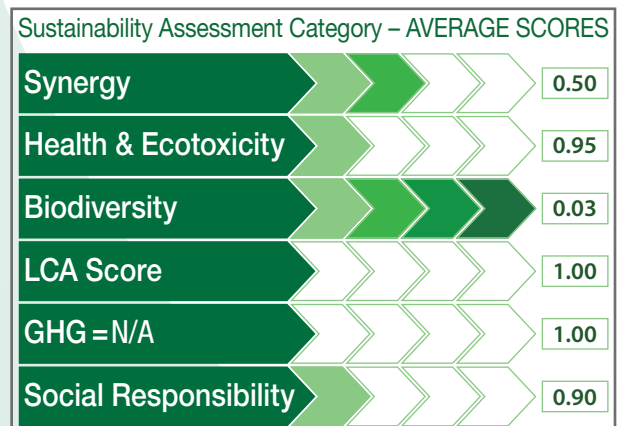 Sustainability Assessment Category – AVERAGE SCORES
Synergy 0.50
Health & Ecotoxicity 0.95
Biodiversity 0.03
LCA Score 1.00
GHG = N/A 1.00
Social Responsibility 0.90